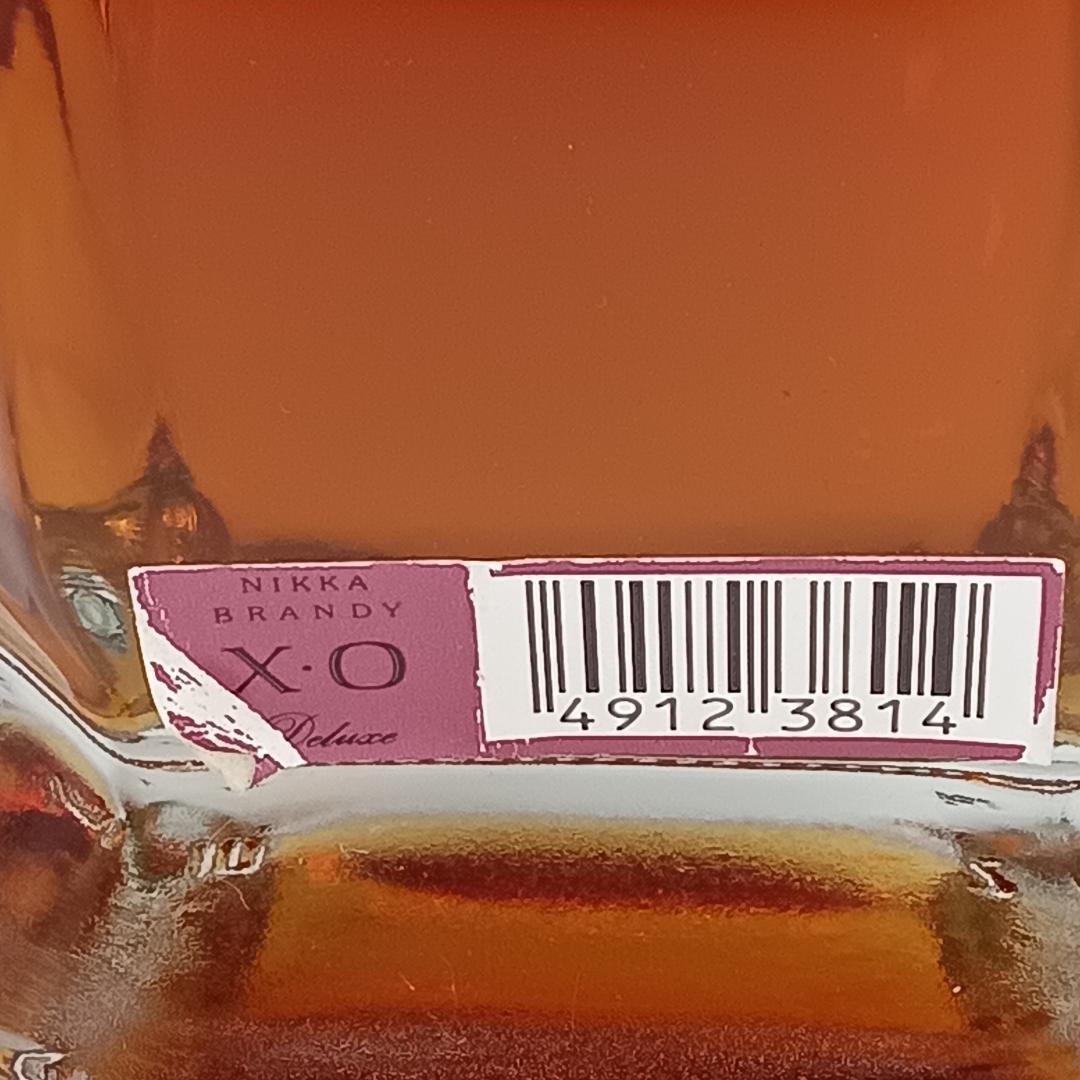 NIKKA
BRANDY
X·O
Deluxe
4912 3814